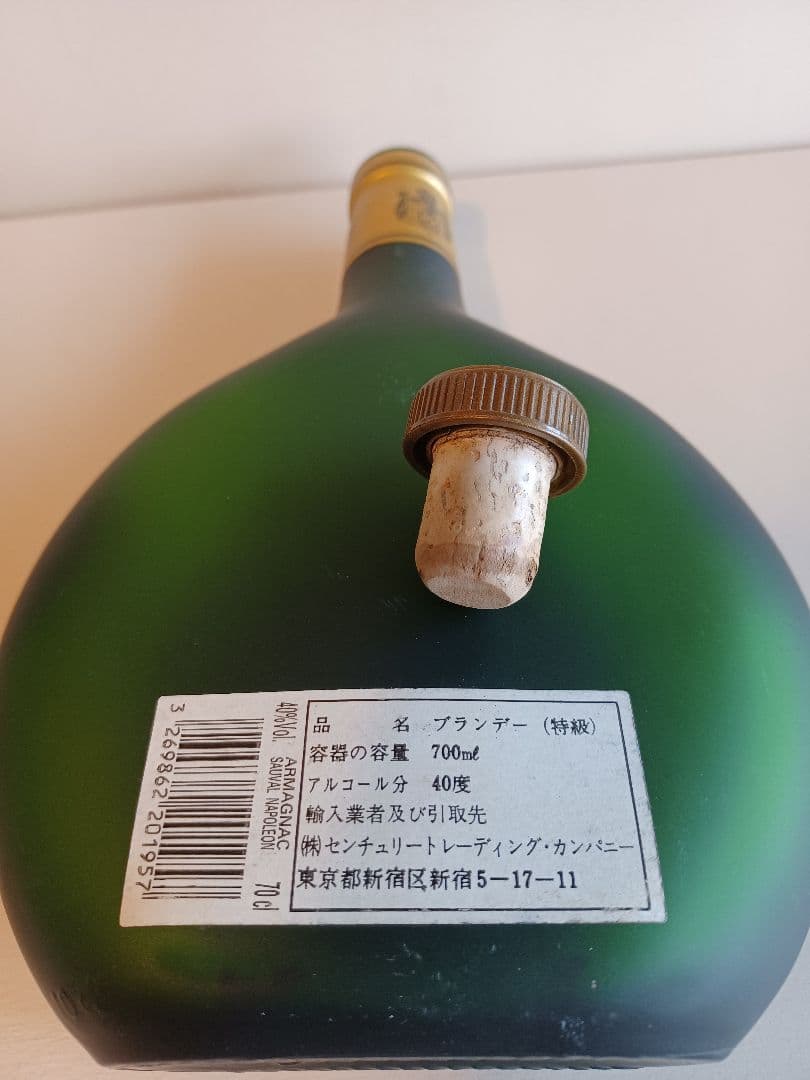 品 名 ブランデー (特級)
容器の容量 700㎖
アルコール分 40度
輸入業者及び引取先
㈱センチュリートレーディング・カンパニー
東京都新宿区新宿5-17-11
40%Vol. ARMAGNAC 70 cl
SAUVAL NAPOLEON
3 269862 201957